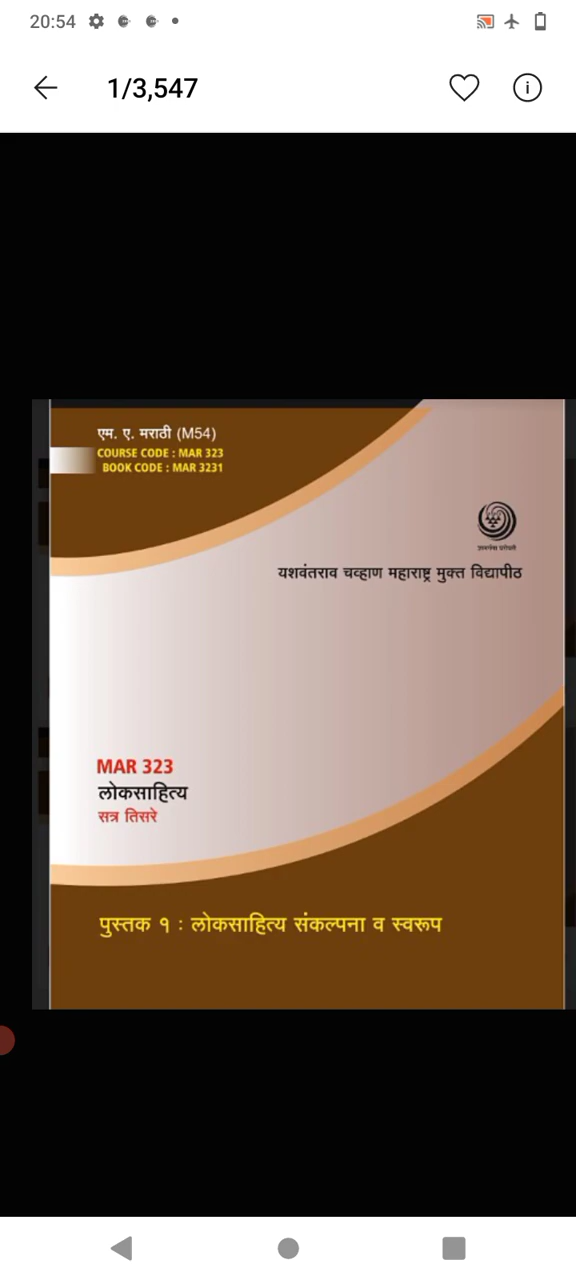 20:54
1/3,547
एम. ए. मराठी (M54)
COURSE CODE : MAR 323
BOOK CODE : MAR 3231
यशवंतराव चव्हाण महाराष्ट्र मुक्त विद्यापीठ
MAR 323
लोकसाहित्य
सत्र तिसरे
पुस्तक १ : लोकसाहित्य संकल्पना व स्वरूप